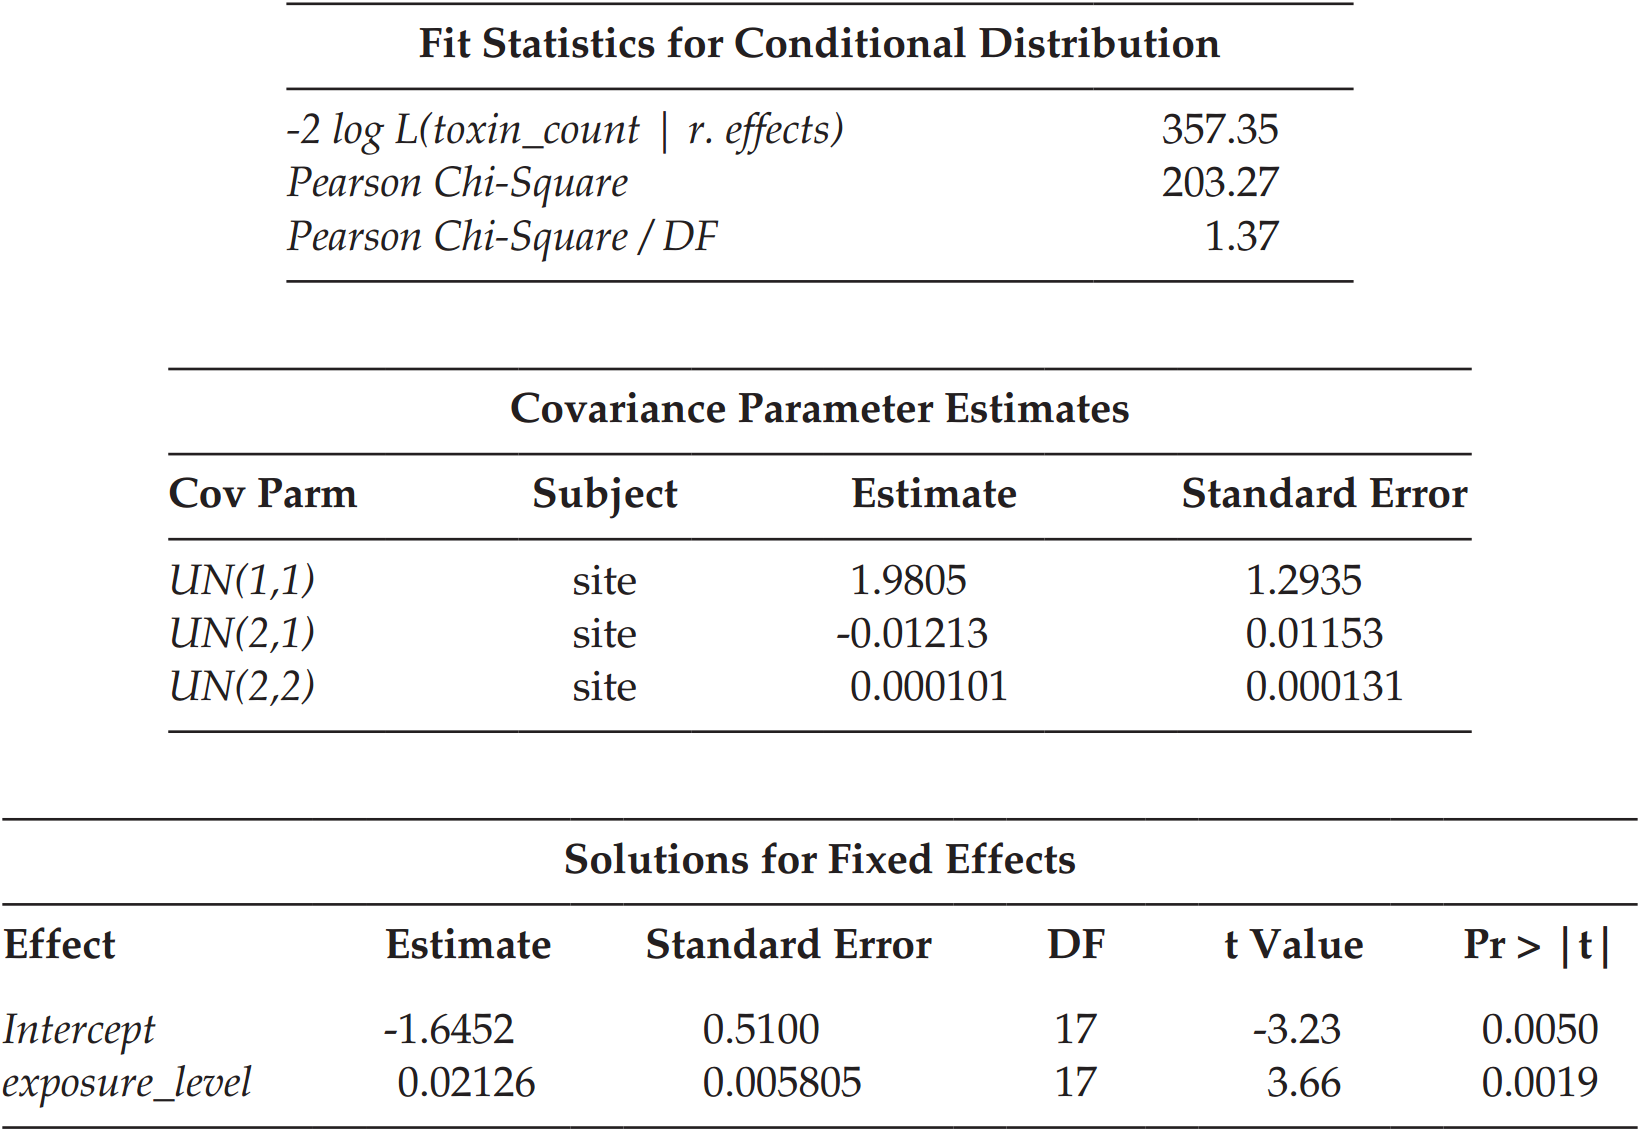 Fit Statistics for Conditional Distribution
-2 log L(toxin_count | r. effects) 357.35
Pearson Chi-Square 203.27
Pearson Chi-Square / DF 1.37
Covariance Parameter Estimates
Cov Parm Subject Estimate Standard Error
UN(1,1) site 1.9805 1.2935
UN(2,1) site -0.01213 0.01153
UN(2,2) site 0.000101 0.000131
Solutions for Fixed Effects
Effect Estimate Standard Error DF t Value Pr > |t|
Intercept -1.6452 0.5100 17 -3.23 0.0050
exposure_level 0.02126 0.005805 17 3.66 0.0019